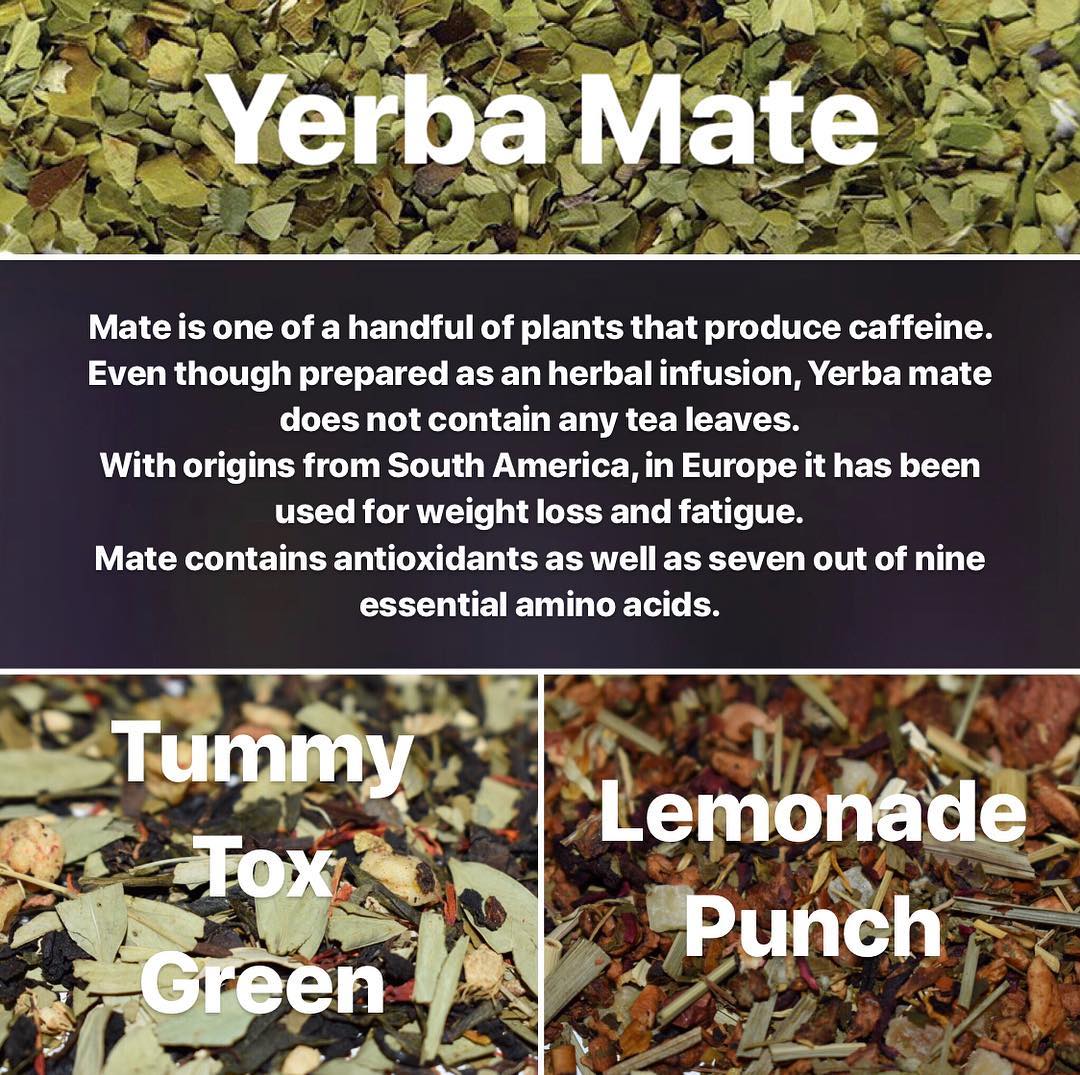 Yerba Mate
Mate is one of a handful of plants that produce caffeine.
Even though prepared as an herbal infusion, Yerba mate
does not contain any tea leaves.
With origins from South America, in Europe it has been
used for weight loss and fatigue.
Mate contains antioxidants as well as seven out of nine
essential amino acids.
Tummy
Tox
Green
Lemonade
Punch